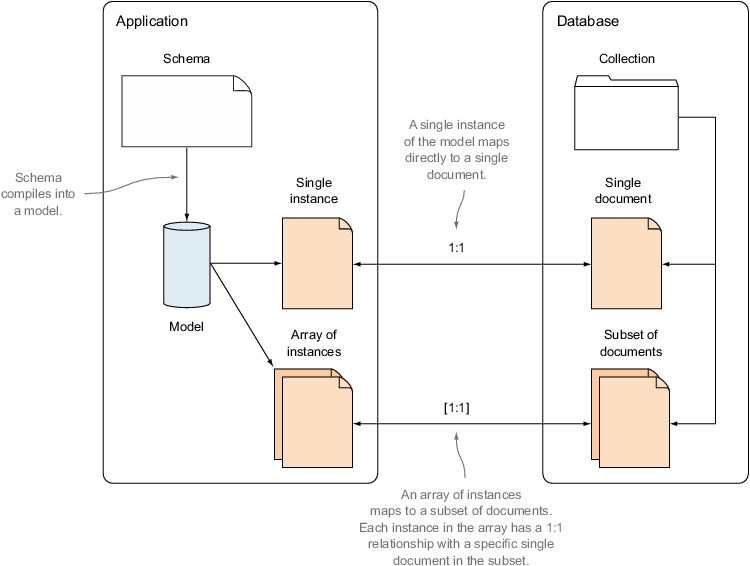 Application
Database
Schema
Collection
A single instance
of the model maps
directly to a single
document.
Schema
compiles into
a model.
Single
instance
Single
document
1:1
Model
Array of
instances
Subset of
documents
[1:1]
An array of instances
maps to a subset of documents.
Each instance in the array has a 1:1
relationship with a specific single
document in the subset.